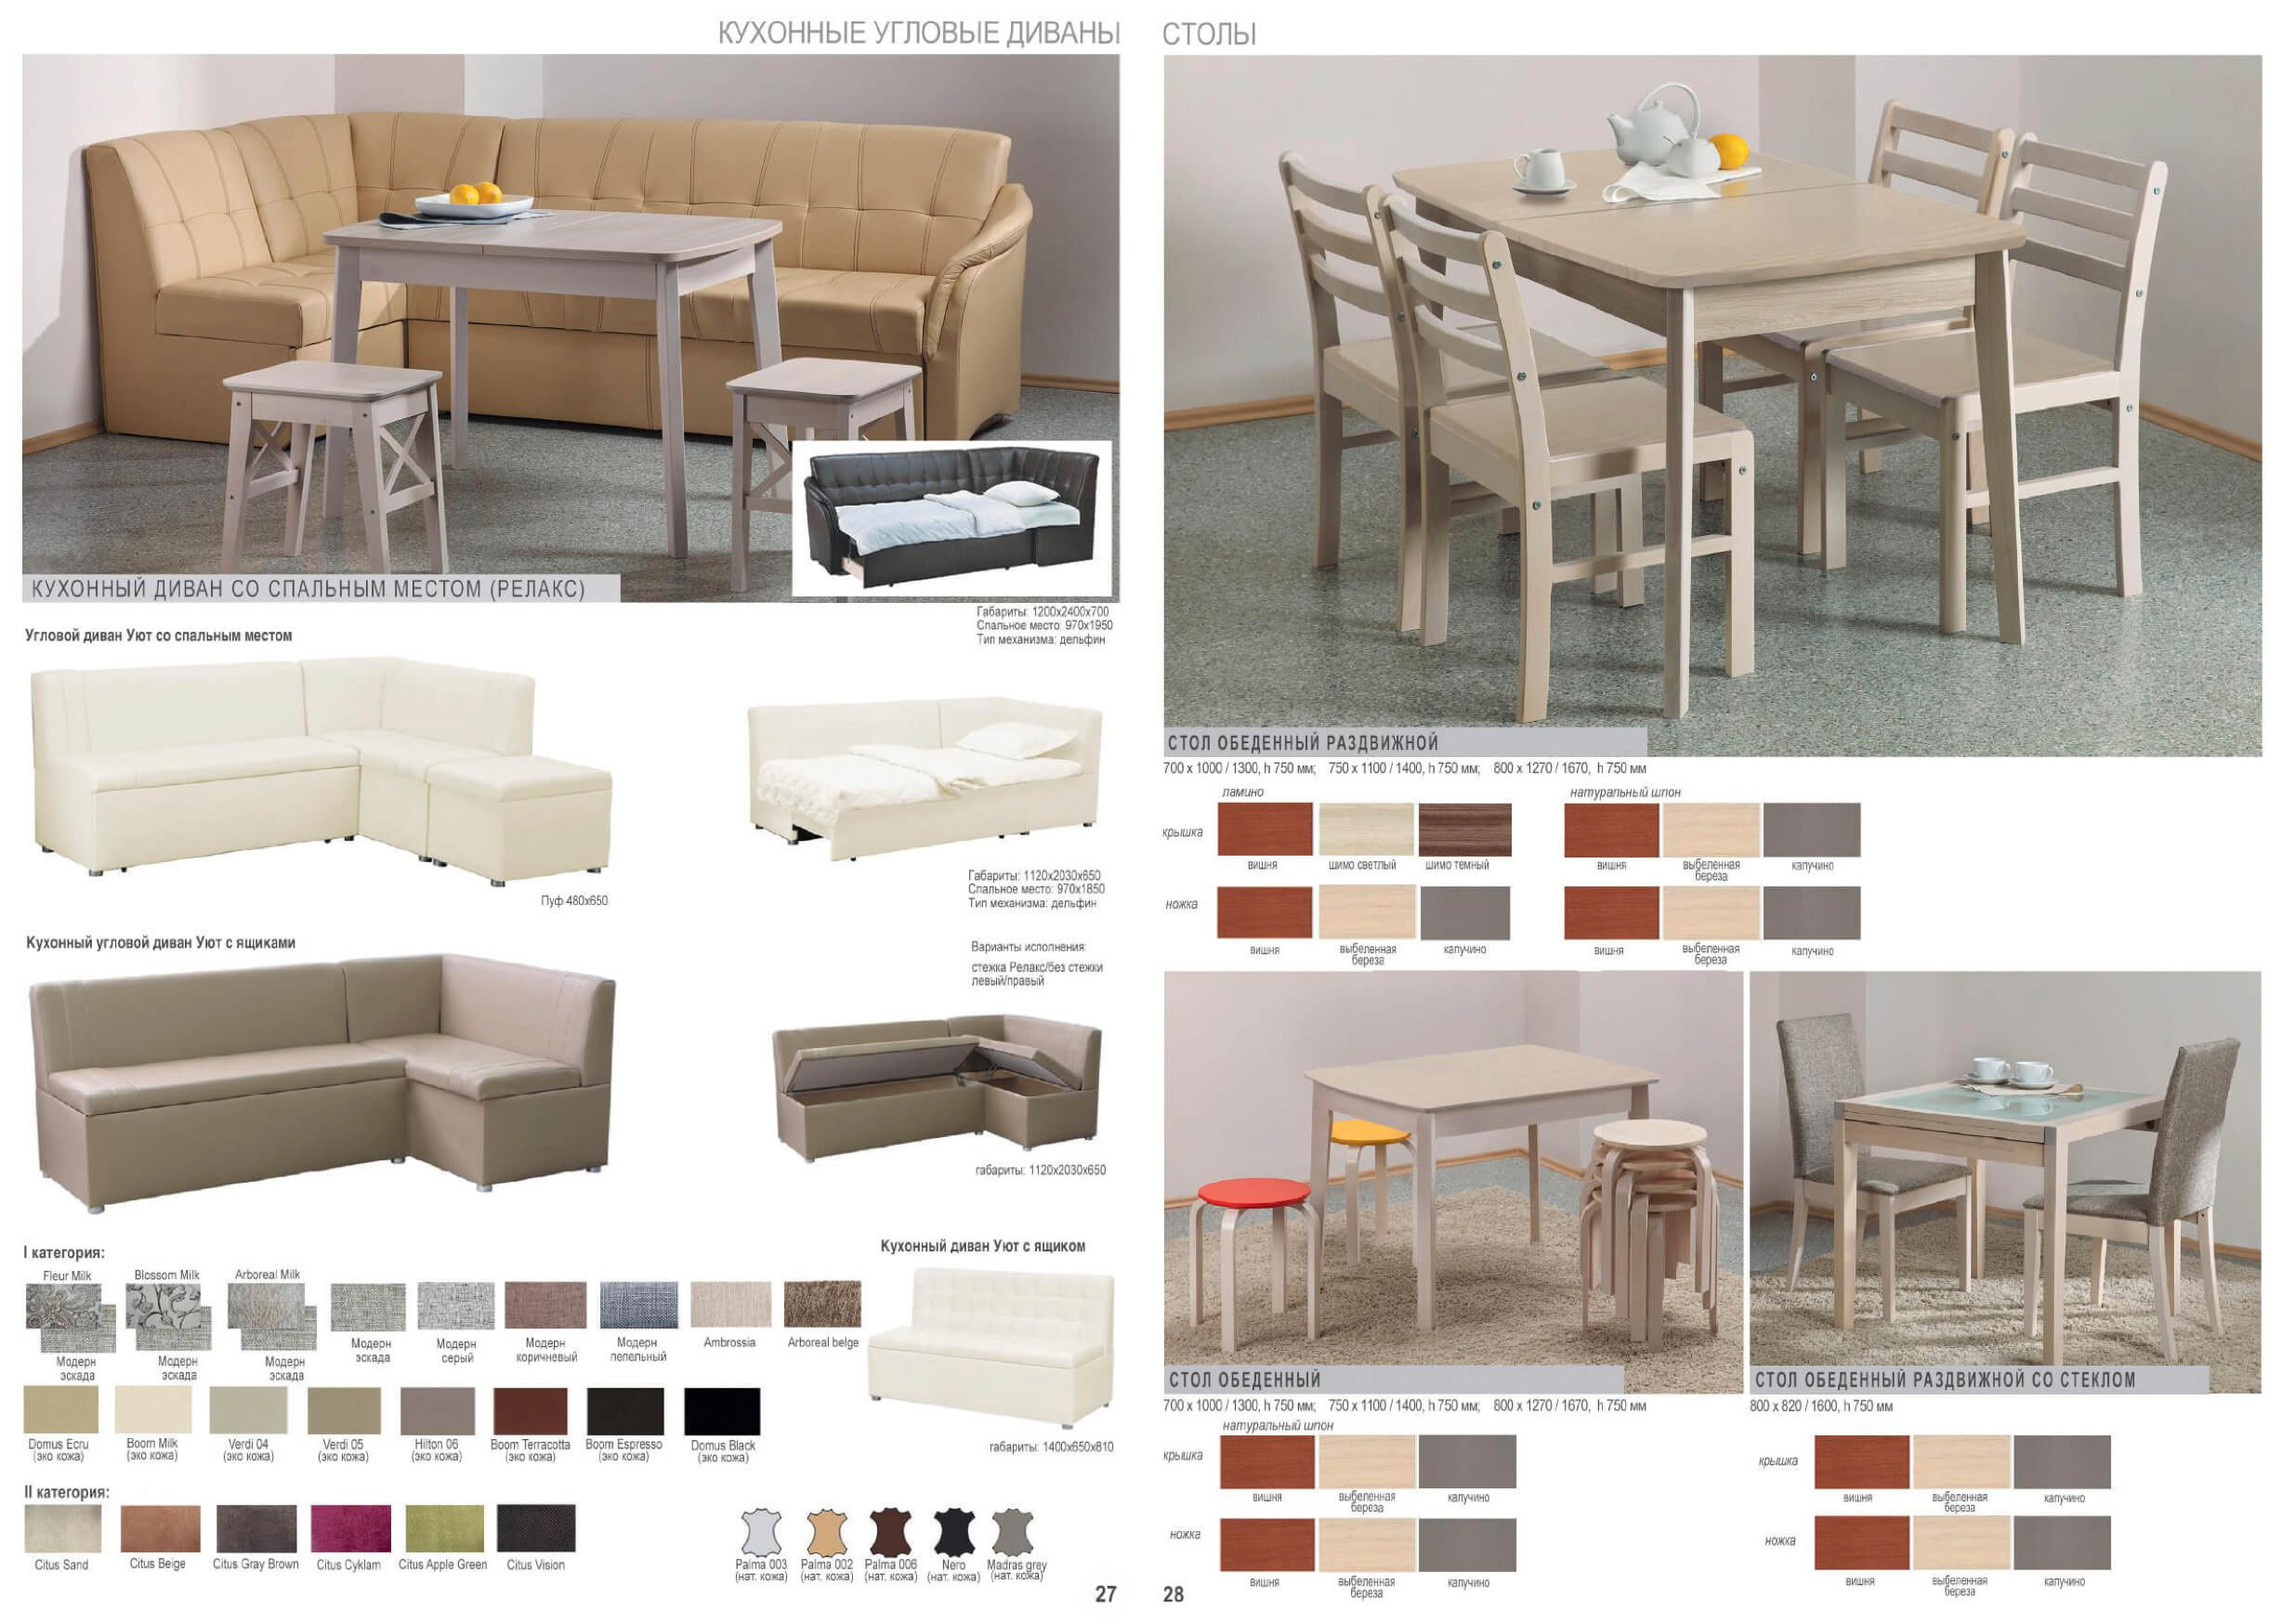 КУХОННЫЕ УГЛОВЫЕ ДИВАНЫ
КУХОННЫЙ ДИВАН СО СПАЛЬНЫМ МЕСТОМ (РЕЛАКС)
Габариты: 1200х2400х700
Спальное место: 970х1950
Тип механизма: дельфин
Угловой диван Уют со спальным местом
Пуф 480х650
Габариты: 1120х2030х650
Спальное место: 970х1850
Тип механизма: дельфин
Кухонный угловой диван Уют с ящиками
Варианты исполнения:
стежка Релакс/без стежки
левый/правый
габариты: 1120х2030х650
I категория:
Fleur Milk Blossom Milk Arboreal Milk
Модерн эскада
Модерн эскада
Модерн эскада
Модерн эскада
Модерн серый
Модерн коричневый
Модерн пепельный
Ambrossia
Arboreal beige
Domus Ecru (эко кожа)
Boom Milk (эко кожа)
Verdi 04 (эко кожа)
Verdi 05 (эко кожа)
Hilton 06 (эко кожа)
Boom Terracotta (эко кожа)
Boom Espresso (эко кожа)
Domus Black (эко кожа)
Кухонный диван Уют с ящиком
габариты: 1400х650х810
II категория:
Citus Sand Citus Beige Citus Gray Brown Citus Cyklam Citus Apple Green Citus Vision
Palma 003 (нат. кожа)
Palma 002 (нат. кожа)
Palma 006 (нат. кожа)
Nero (нат. кожа)
Madras grey (нат. кожа)
27
СТОЛЫ
СТОЛ ОБЕДЕННЫЙ РАЗДВИЖНОЙ
700 х 1000 / 1300, h 750 мм; 750 х 1100 / 1400, h 750 мм; 800 х 1270 / 1670, h 750 мм
ламино
натуральный шпон
крышка
вишня шимо светлый шимо темный
вишня выбеленная береза капучино
ножка
вишня выбеленная береза капучино
вишня выбеленная береза капучино
СТОЛ ОБЕДЕННЫЙ
700 х 1000 / 1300, h 750 мм; 750 х 1100 / 1400, h 750 мм; 800 х 1270 / 1670, h 750 мм
натуральный шпон
крышка
вишня выбеленная береза капучино
ножка
вишня выбеленная береза капучино
СТОЛ ОБЕДЕННЫЙ РАЗДВИЖНОЙ СО СТЕКЛОМ
800 х 820 / 1600, h 750 мм
крышка
вишня выбеленная береза капучино
ножка
вишня выбеленная береза капучино
28